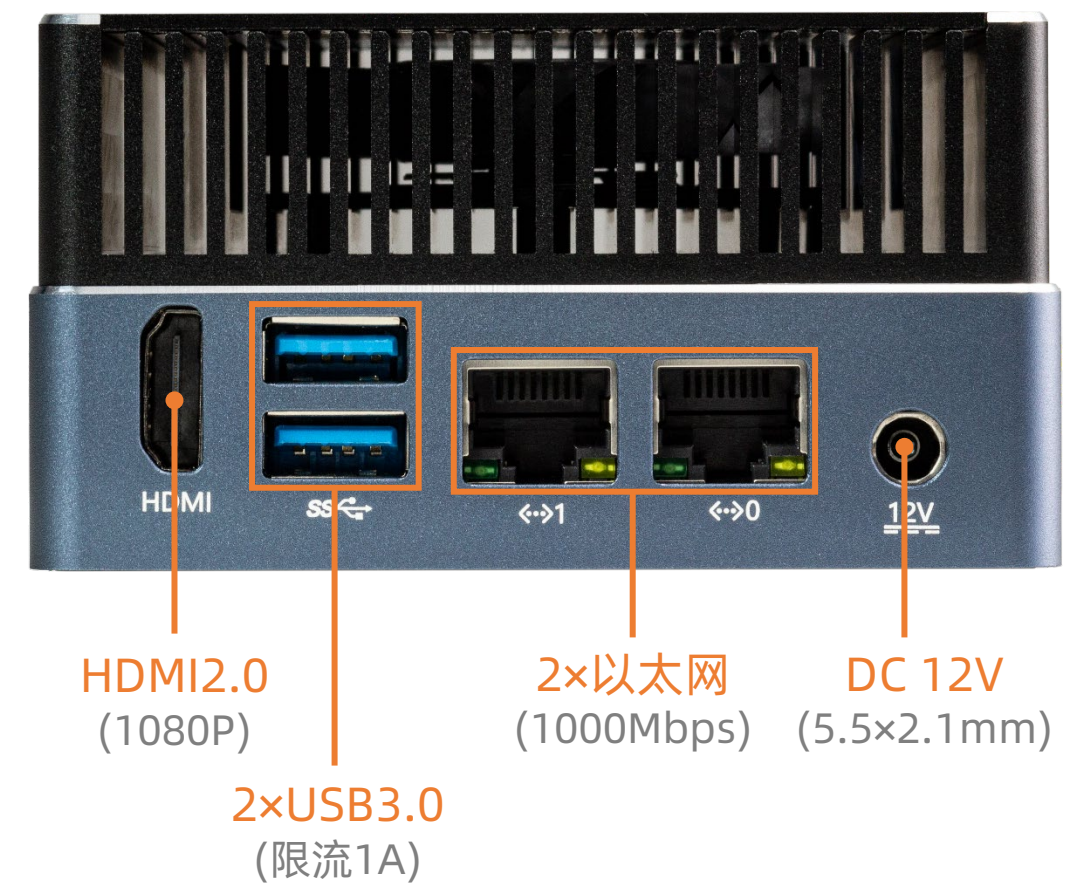 HDMI
SS
1
0
12V
HDMI2.0
(1080P)
2×USB3.0
(限流1A)
2×以太网
(1000Mbps)
DC 12V
(5.5×2.1mm)